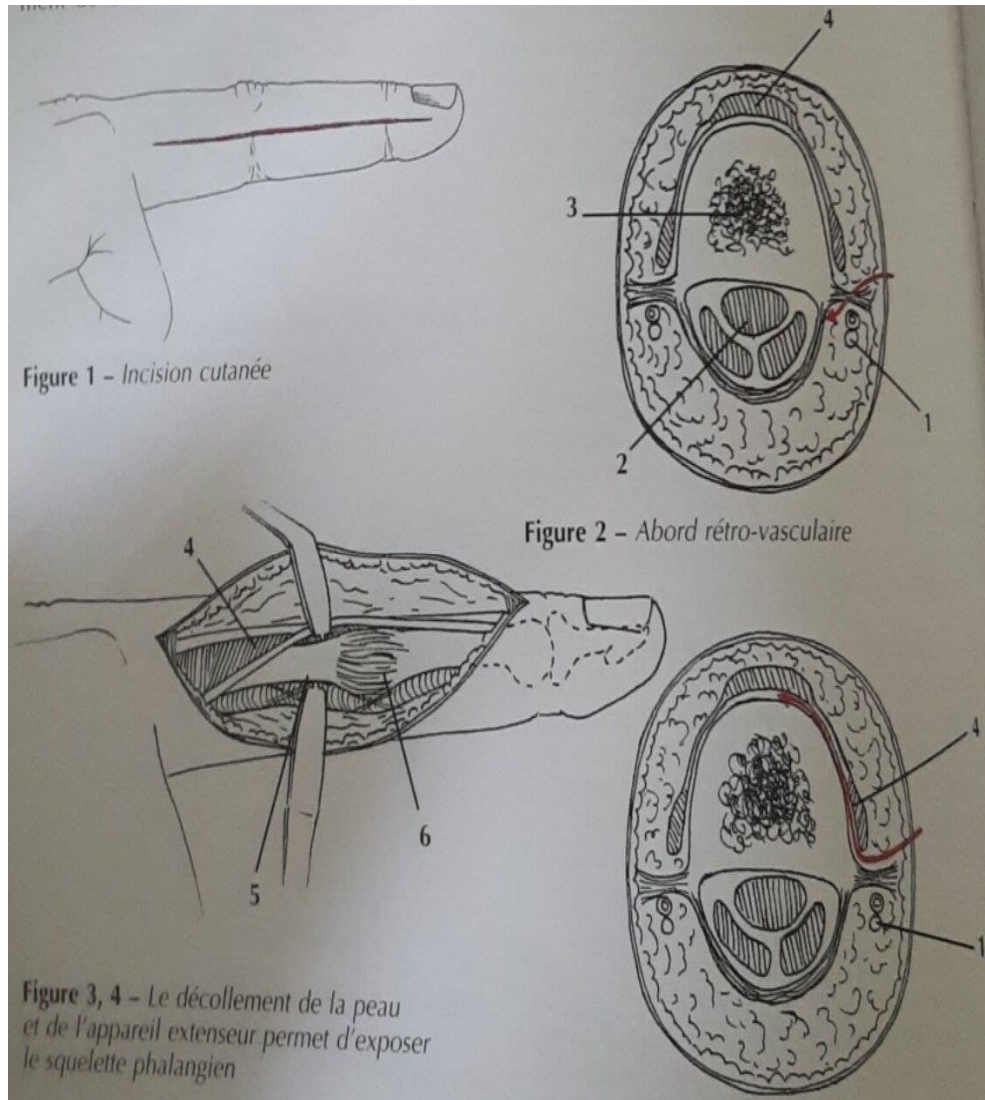 4
3
2
1
Figure 1 – Incision cutanée
Figure 2 – Abord rétro-vasculaire
4
5
6
4
1
Figure 3, 4 – Le décollement de la peau
et de l'appareil extenseur permet d'exposer
le squelette phalangien